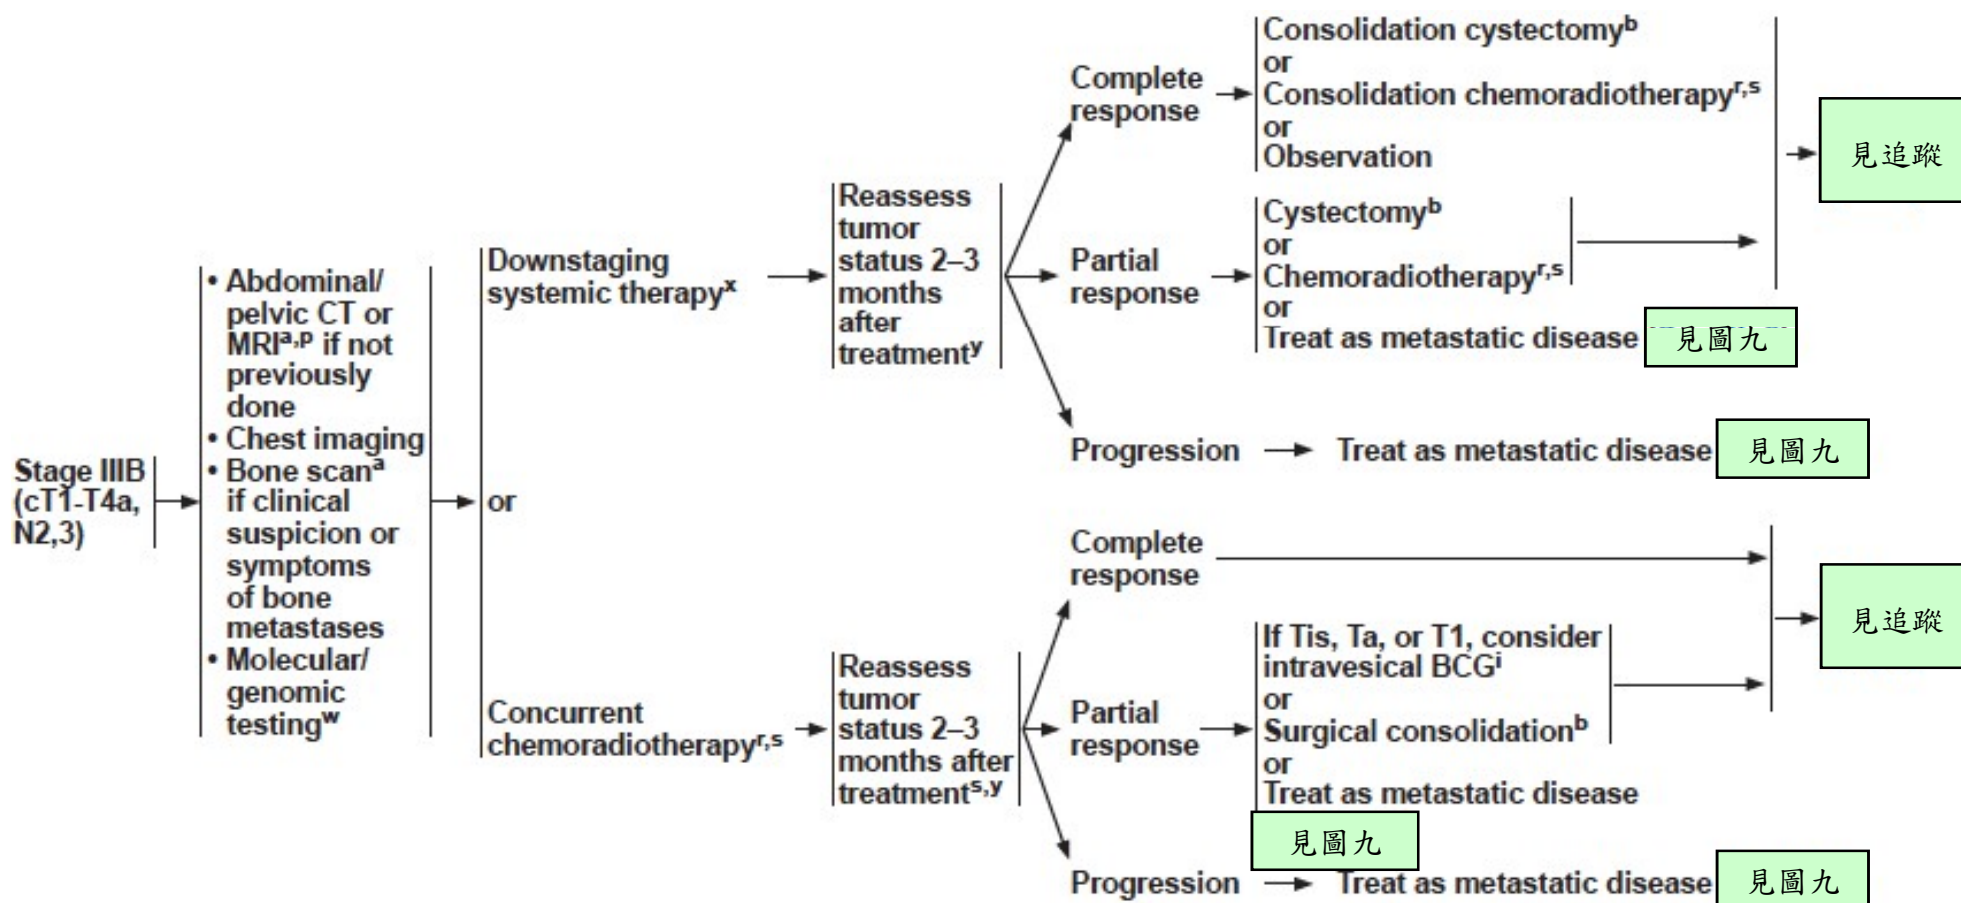 Stage IIIB
(cT1-T4a,
N2,3)
• Abdominal/
pelvic CT or
MRIa,p if not
previously
done
• Chest imaging
• Bone scana
if clinical
suspicion or
symptoms
of bone
metastases
• Molecular/
genomic
testingw
Downstaging
systemic therapyx
or
Concurrent
chemoradiotherapyr,s
Reassess
tumor
status 2–3
months
after
treatmenty
Complete
response
Consolidation cystectomyb
or
Consolidation chemoradiotherapyr,s
or
Observation
Partial
response
Cystectomyb
or
Chemoradiotherapyr,s
or
Treat as metastatic disease 見圖九
見追蹤
Progression
Treat as metastatic disease 見圖九
Reassess
tumor
status 2–3
months after
treatments,y
Complete
response
Partial
response
If Tis, Ta, or T1, consider
intravesical BCGi
or
Surgical consolidationb
or
Treat as metastatic disease
見圖九
見追蹤
Progression
Treat as metastatic disease 見圖九